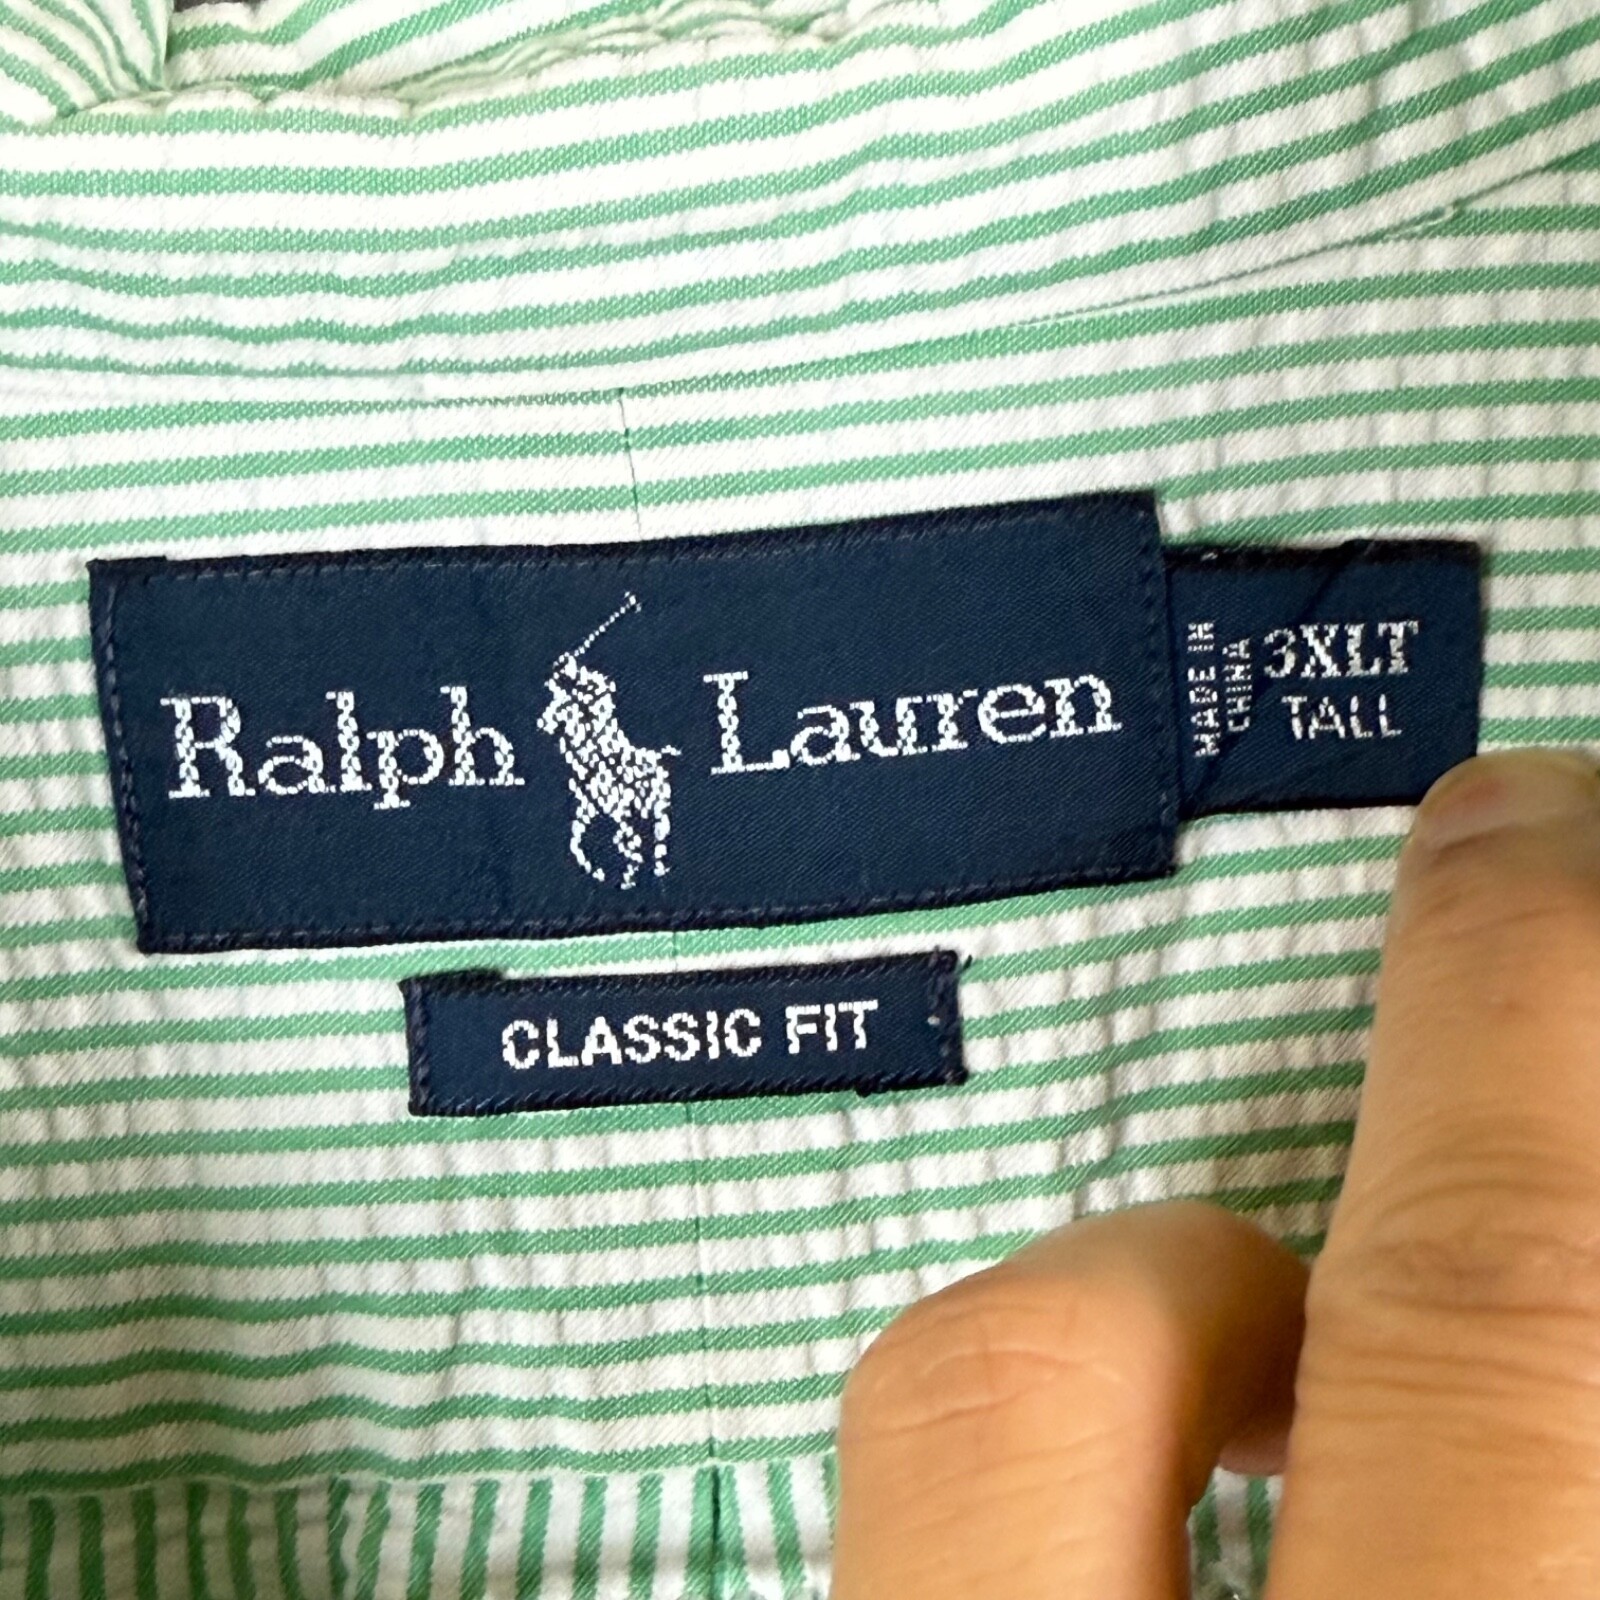 Ralph Lauren
MADE IN
CHINA
3XLT
TALL
CLASSIC FIT